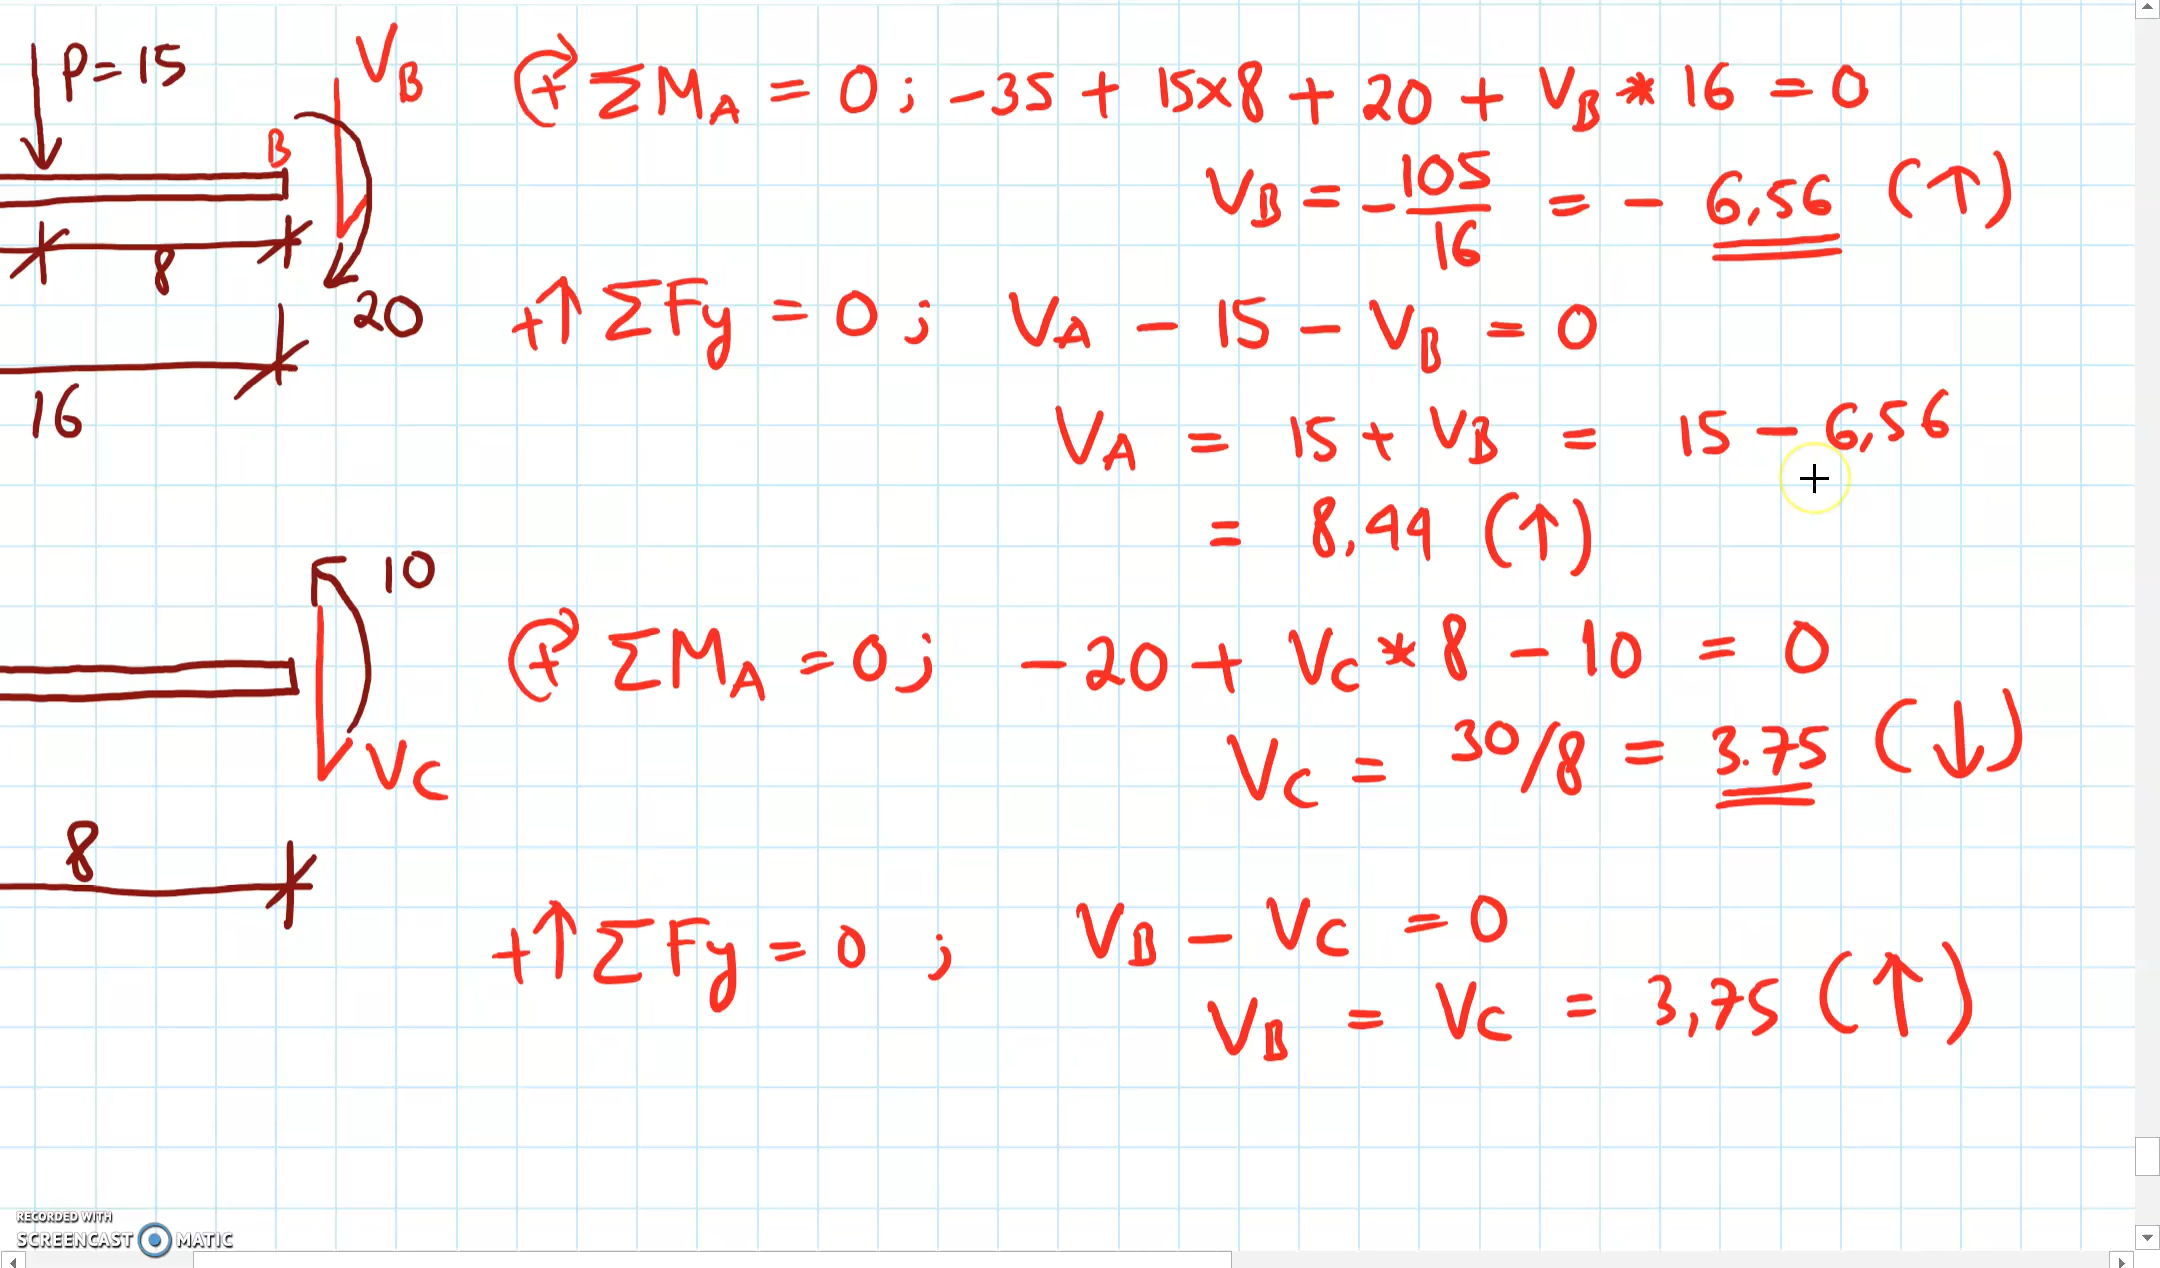 P = 15
V_B
B
8
20
16
+ ΣM_A = 0 ; -35 + 15×8 + 20 + V_B * 16 = 0
V_B = -105/16 = - 6,56 (↑)
+↑ ΣFy = 0 ; V_A - 15 - V_B = 0
V_A = 15 + V_B = 15 - 6,56
= 8,44 (↑)
10
V_C
8
+ ΣM_A = 0 ; - 20 + V_C * 8 - 10 = 0
V_C = 30/8 = 3.75 (↓)
+↑ ΣFy = 0 ; V_B - V_C = 0
V_B = V_C = 3,75 (↑)
RECORDED WITH
SCREENCAST MATIC